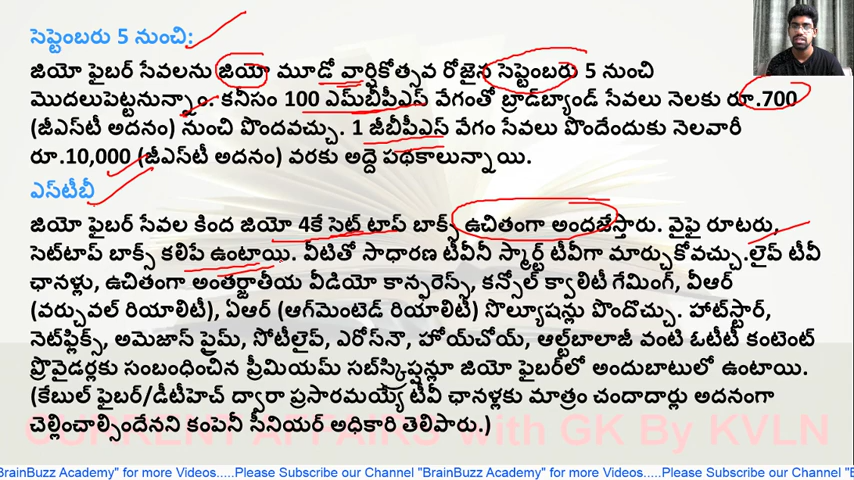 సెప్టెంబరు 5 నుంచి:
జియో ఫైబర్ సేవలను జియో మూడో వార్షికోత్సవ రోజైన సెప్టెంబరు 5 నుంచి
మొదలుపెట్టనున్నాం. కనీసం 100 ఎమ్‌బీపీఎస్ వేగంతో బ్రాడ్‌బ్యాండ్ సేవలు నెలకు రూ.700
(జీఎస్‌టీ అదనం) నుంచి పొందవచ్చు. 1 జీబీపీఎస్ వేగం సేవలు పొందేందుకు నెలవారీ
రూ.10,000 (జీఎస్‌టీ అదనం) వరకు అద్దె పథకాలున్నాయి.
ఎస్‌టీబీ
జియో ఫైబర్ సేవల కింద జియో 4కే సెట్ టాప్ బాక్స్ ఉచితంగా అందజేస్తారు. వైఫై రూటరు,
సెట్‌టాప్ బాక్స్ కలిపే ఉంటాయి. వీటితో సాధారణ టీవీనీ స్మార్ట్ టీవీగా మార్చుకోవచ్చు.లైవ్ టీవీ
ఛానళ్లు, ఉచితంగా అంతర్జాతీయ వీడియో కాన్ఫరెన్స్, కన్సోల్ క్వాలిటీ గేమింగ్, వీఆర్
(వర్చువల్ రియాలిటీ), ఏఆర్ (ఆగ్‌మెంటెడ్ రియాలిటీ) సొల్యూషన్లు పొందొచ్చు. హాట్‌స్టార్,
నెట్‌ఫ్లిక్స్, అమెజాన్ ప్రైమ్, సోటీలైవ్, ఎరోస్‌నా, హోయ్‌చోయ్, ఆల్ట్‌బాలాజీ వంటి ఓటీటీ కంటెంట్
ప్రొవైడర్లకు సంబంధించిన ప్రీమియమ్ సబ్‌స్క్రిప్షన్లూ జియో ఫైబర్‌లో అందుబాటులో ఉంటాయి.
(కేబుల్ ఫైబర్/డీటీహెచ్ ద్వారా ప్రసారమయ్యే టీవీ ఛానళ్లకు మాత్రం చందాదార్లు అదనంగా
చెల్లించాల్సిందేనని కంపెనీ సీనియర్ అధికారి తెలిపారు.)
CURRENT AFFAIRS with GK By KVLN
BrainBuzz Academy" for more Videos.....Please Subscribe our Channel "BrainBuzz Academy" for more Videos.....Please Subscribe our Channel "B